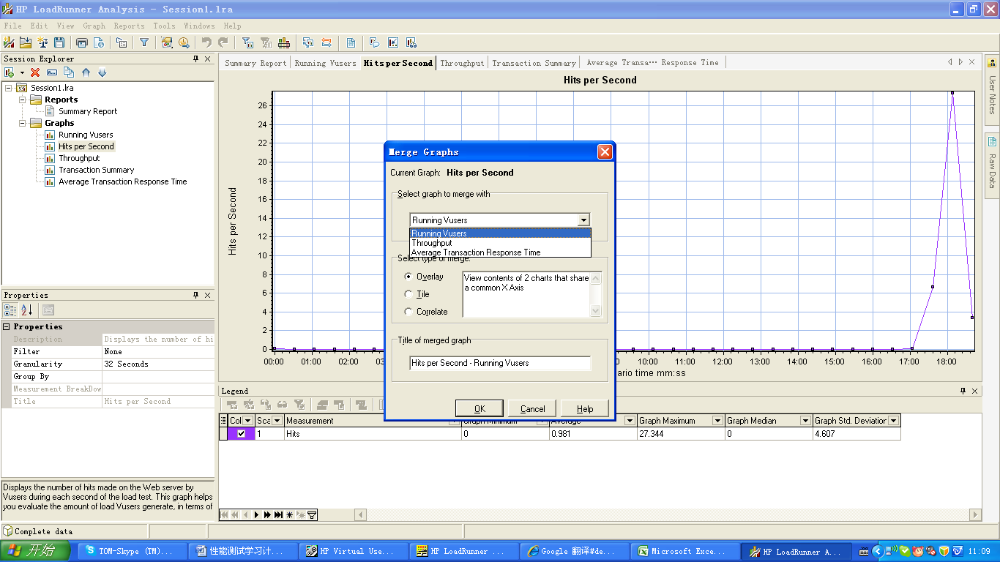 HP LoadRunner Analysis - Session1.lra
File Edit View Graph Reports Tools Windows Help
Session Explorer
Session1.lra
Reports
Summary Report
Graphs
Running Vusers
Hits per Second
Throughput
Transaction Summary
Average Transaction Response Time
Properties
Properties
Description Displays the number of hi
Filter None
Granularity 32 Seconds
Group By
Measurement BreakDow
Title Hits per Second
Displays the number of hits made on the Web server by
Vusers during each second of the load test. This graph helps
you evaluate the amount of load Vusers generate, in terms of
Summary Report Running Vusers Hits per Second Throughput Transaction Summary Average Transa··· Response Time
Hits per Second
Hits per Second
26
24
22
20
18
16
14
12
10
8
6
4
2
0
00:00 01:00 02:00 03 0 10:00 11:00 12:00 13:00 14:00 15:00 16:00 17:00 18:00
ario time mm:ss
User Notes
Raw Data
Merge Graphs
Current Graph: Hits per Second
Select graph to merge with
Running Vusers
Running Vusers
Throughput
Average Transaction Response Time
Select type of merge:
Overlay
Tile
Correlate
View contents of 2 charts that share
a common X Axis
Title of merged graph
Hits per Second - Running Vusers
OK Cancel Help
Legend
Col Sca Measurement Graph Minimum Average Graph Maximum Graph Median Graph Std. Deviation
1 Hits 0 0.981 27.344 0 4.607
Complete data
开始 TOM-Skype (TM)... 性能测试学习计... HP Virtual Use... HP LoadRunner ... Google 翻译#de... Microsoft Exce... HP LoadRunner A... 11:09